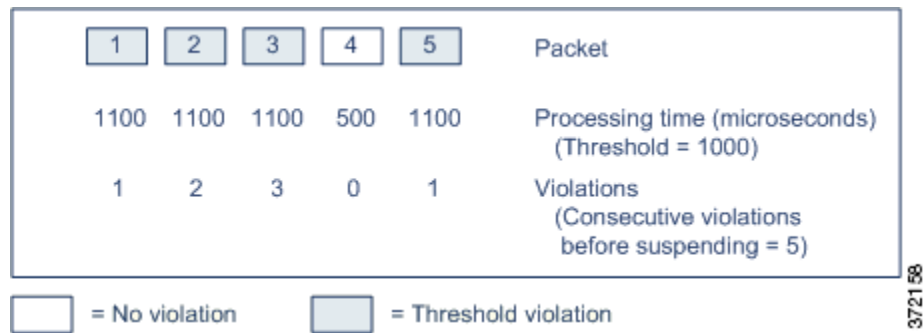 1 2 3 4 5 Packet
1100 1100 1100 500 1100 Processing time (microseconds)
(Threshold = 1000)
1 2 3 0 1 Violations
(Consecutive violations
before suspending = 5)
= No violation = Threshold violation
372158